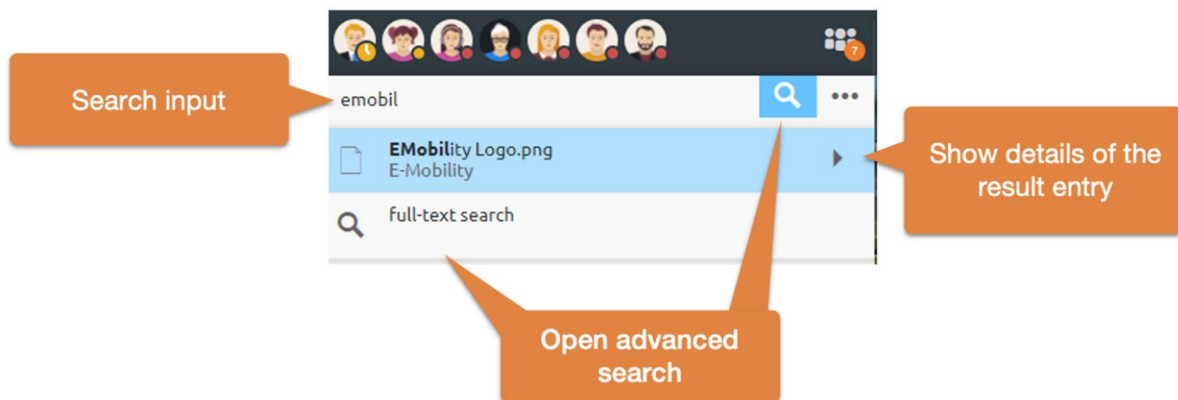 7
Search input
emobil
EMobility Logo.png
E-Mobility
Show details of the
result entry
full-text search
Open advanced
search